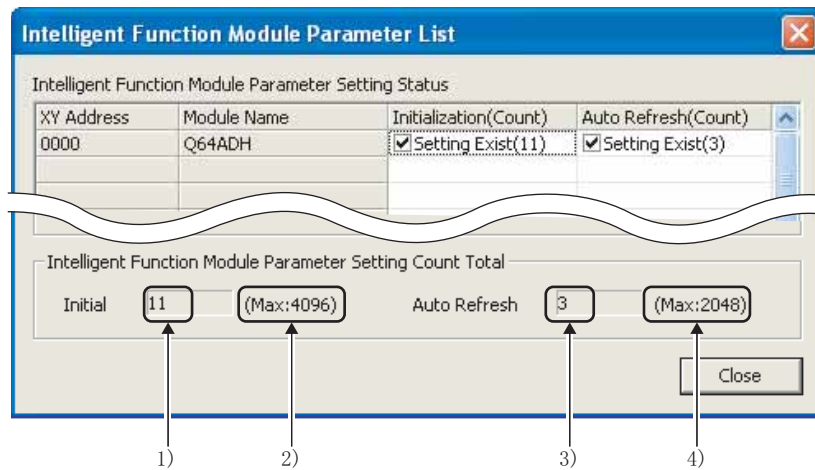 Intelligent Function Module Parameter List
Intelligent Function Module Parameter Setting Status
XY Address Module Name Initialization(Count) Auto Refresh(Count)
0000 Q64ADH Setting Exist(11) Setting Exist(3)
Intelligent Function Module Parameter Setting Count Total
Initial 11 (Max:4096) Auto Refresh 3 (Max:2048)
Close
1) 2) 3) 4)